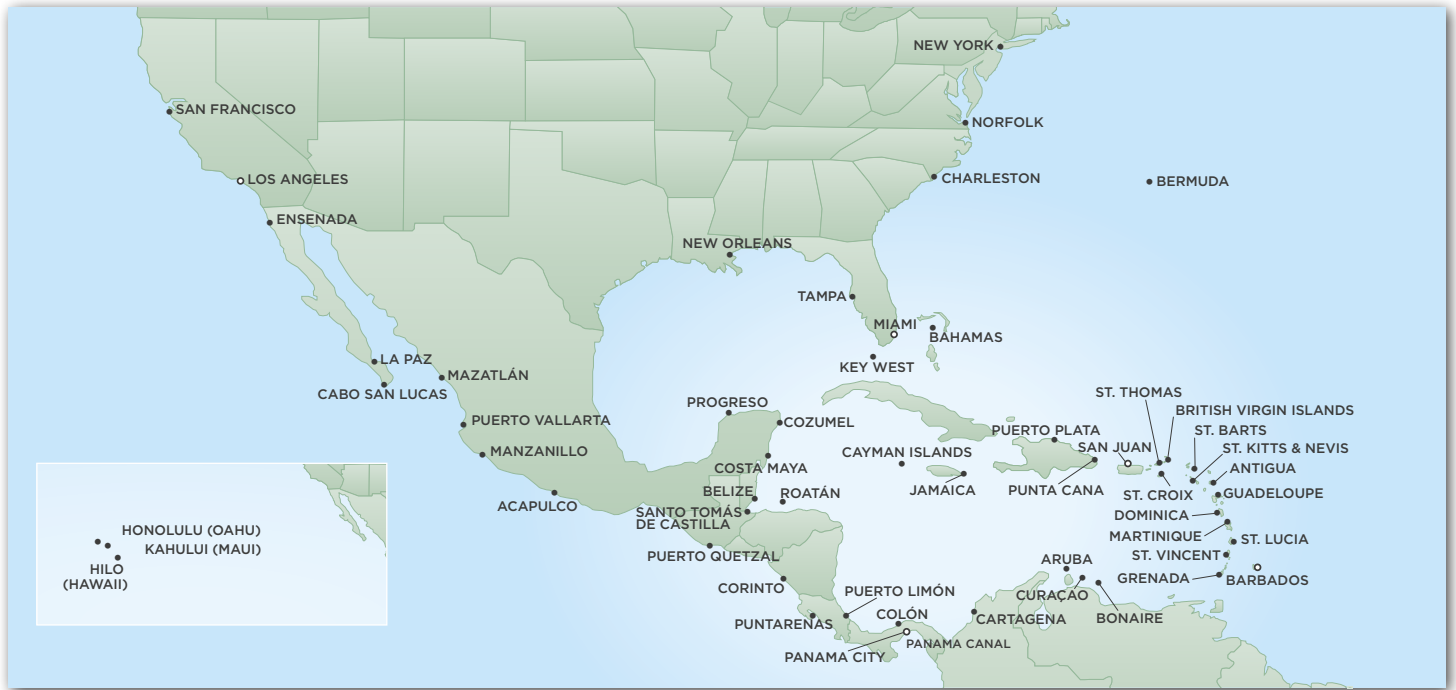 NEW YORK
SAN FRANCISCO
NORFOLK
LOS ANGELES
CHARLESTON
BERMUDA
ENSENADA
NEW ORLEANS
TAMPA
MIAMI
BAHAMAS
KEY WEST
LA PAZ
MAZATLÁN
CABO SAN LUCAS
ST. THOMAS
PROGRESO
BRITISH VIRGIN ISLANDS
PUERTO VALLARTA
COZUMEL
PUERTO PLATA
ST. BARTS
SAN JUAN
ST. KITTS & NEVIS
MANZANILLO
CAYMAN ISLANDS
COSTA MAYA
ANTIGUA
JAMAICA
PUNTA CANA
BELIZE
ROATÁN
ST. CROIX
GUADELOUPE
ACAPULCO
SANTO TOMÁS
DE CASTILLA
DOMINICA
HONOLULU (OAHU)
MARTINIQUE
ST. LUCIA
KAHULUI (MAUI)
PUERTO QUETZAL
ST. VINCENT
ARUBA
HILO
(HAWAII)
GRENADA
BARBADOS
CORINTO
PUERTO LIMÓN
CURAÇAO
COLÓN
CARTAGENA
BONAIRE
PUNTARENAS
PANAMA CANAL
PANAMA CITY